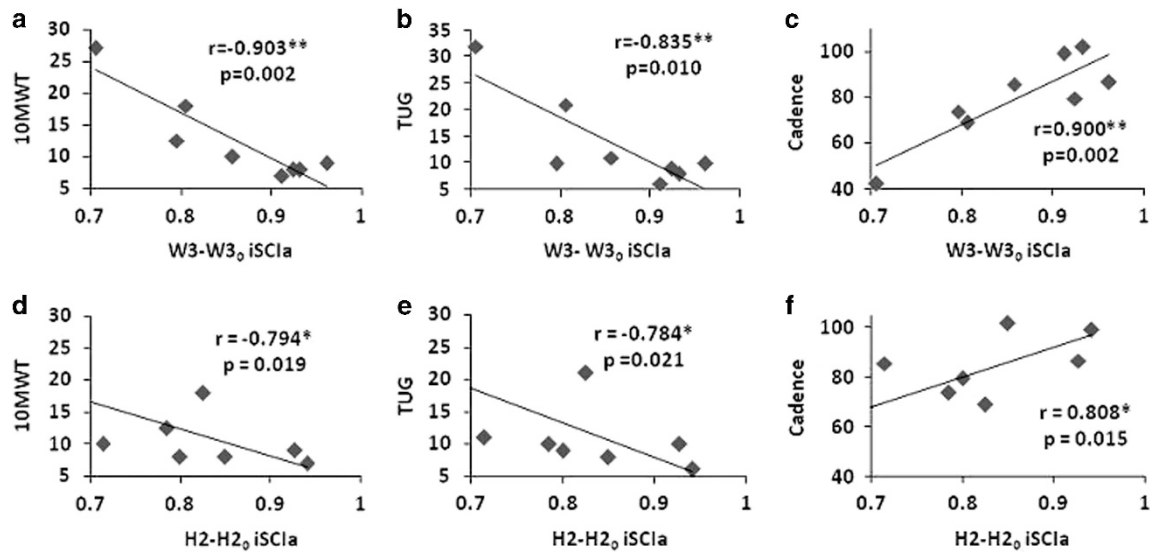 a
30
25
20
15
10
5
10MWT
r=-0.903**
p=0.002
0.7 0.8 0.9 1
W3-W3₀ iSCIa
b
35
30
25
20
15
10
5
TUG
r=-0.835**
p=0.010
0.7 0.8 0.9 1
W3- W3₀ iSCIa
c
100
80
60
40
Cadence
r=0.900**
p=0.002
0.7 0.8 0.9 1
W3-W3₀ iSCIa
d
30
25
20
15
10
5
10MWT
r = -0.794*
p = 0.019
0.7 0.8 0.9 1
H2-H2₀ iSCIa
e
30
25
20
15
10
5
TUG
r = -0.784*
p =0.021
0.7 0.8 0.9 1
H2-H2₀ iSCIa
f
100
80
60
40
Cadence
r = 0.808*
p = 0.015
0.7 0.8 0.9 1
H2-H2₀ iSCIa